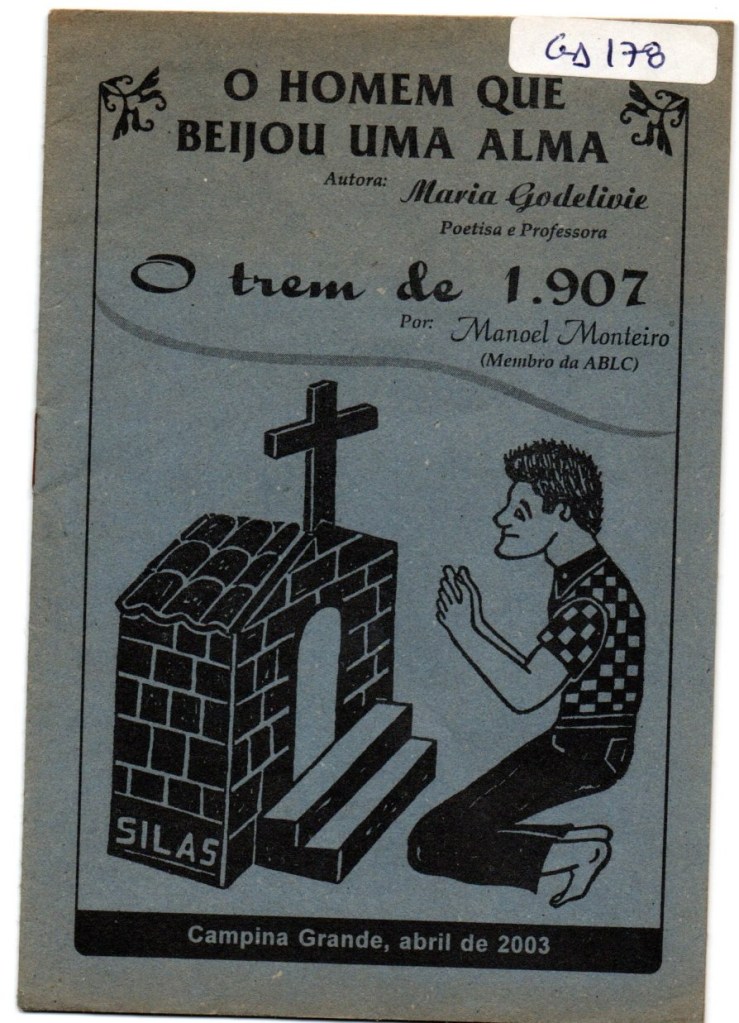 GD 178
O HOMEM QUE
BEIJOU UMA ALMA
Autora: Maria Godelivie
Poetisa e Professora
O trem de 1.907
Por: Manoel Monteiro
(Membro da ABLC)
SILAS
Campina Grande, abril de 2003